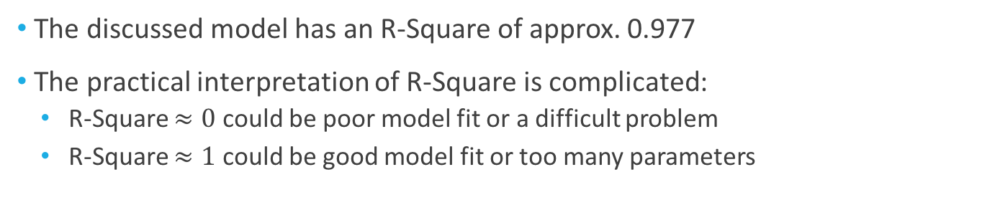 • The discussed model has an R-Square of approx. 0.977
• The practical interpretation of R-Square is complicated:
• R-Square ≈ 0 could be poor model fit or a difficult problem
• R-Square ≈ 1 could be good model fit or too many parameters